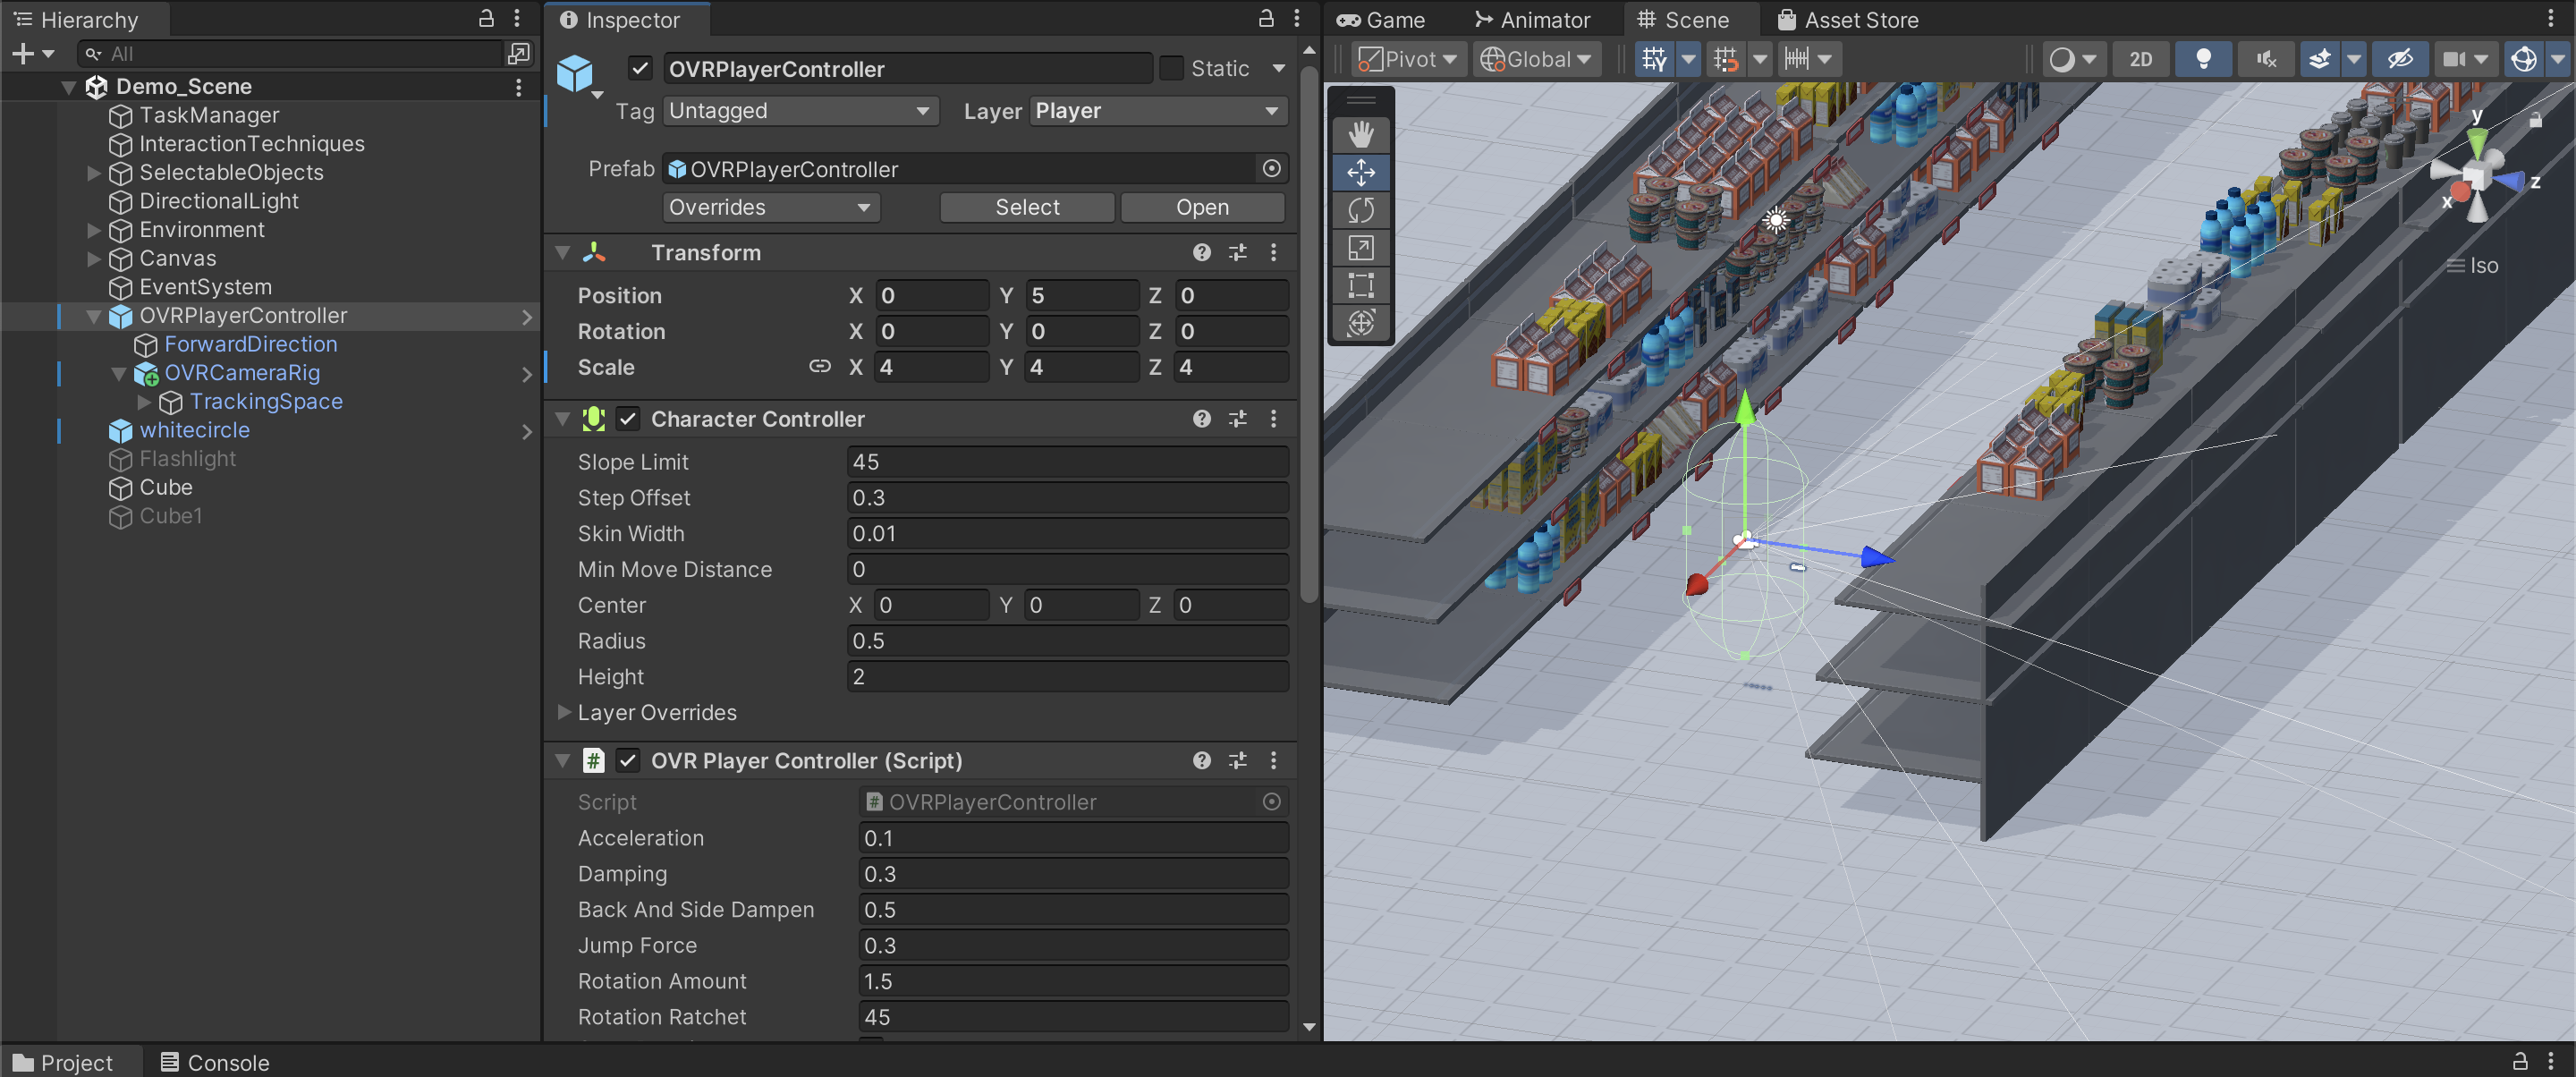 Hierarchy
All
Demo_Scene
TaskManager
InteractionTechniques
SelectableObjects
DirectionalLight
Environment
Canvas
EventSystem
OVRPlayerController
ForwardDirection
OVRCameraRig
TrackingSpace
whitecircle
Flashlight
Cube
Cube1
Inspector
OVRPlayerController Static
Tag Untagged Layer Player
Prefab OVRPlayerController
Overrides Select Open
Transform
Position X 0 Y 5 Z 0
Rotation X 0 Y 0 Z 0
Scale X 4 Y 4 Z 4
Character Controller
Slope Limit 45
Step Offset 0.3
Skin Width 0.01
Min Move Distance 0
Center X 0 Y 0 Z 0
Radius 0.5
Height 2
Layer Overrides
# OVR Player Controller (Script)
Script # OVRPlayerController
Acceleration 0.1
Damping 0.3
Back And Side Dampen 0.5
Jump Force 0.3
Rotation Amount 1.5
Rotation Ratchet 45
Game Animator Scene Asset Store
Pivot Global 2D
y
z
x
Iso
Project Console